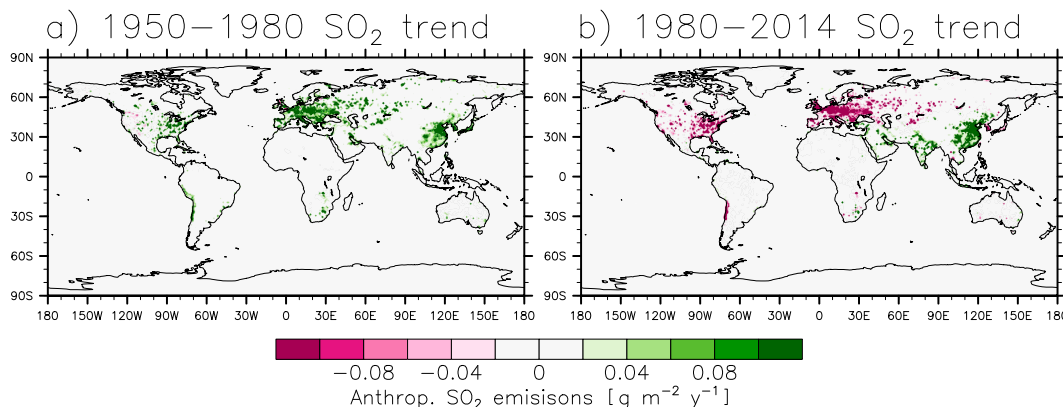 a) 1950−1980 SO₂ trend
b) 1980−2014 SO₂ trend
90N
60N
30N
0
30S
60S
90S
180 150W 120W 90W 60W 30W 0 30E 60E 90E 120E 150E 180
90N
60N
30N
0
30S
60S
90S
180 150W 120W 90W 60W 30W 0 30E 60E 90E 120E 150E 180
−0.08 −0.04 0 0.04 0.08
Anthrop. SO₂ emisisons [g m⁻² y⁻¹]